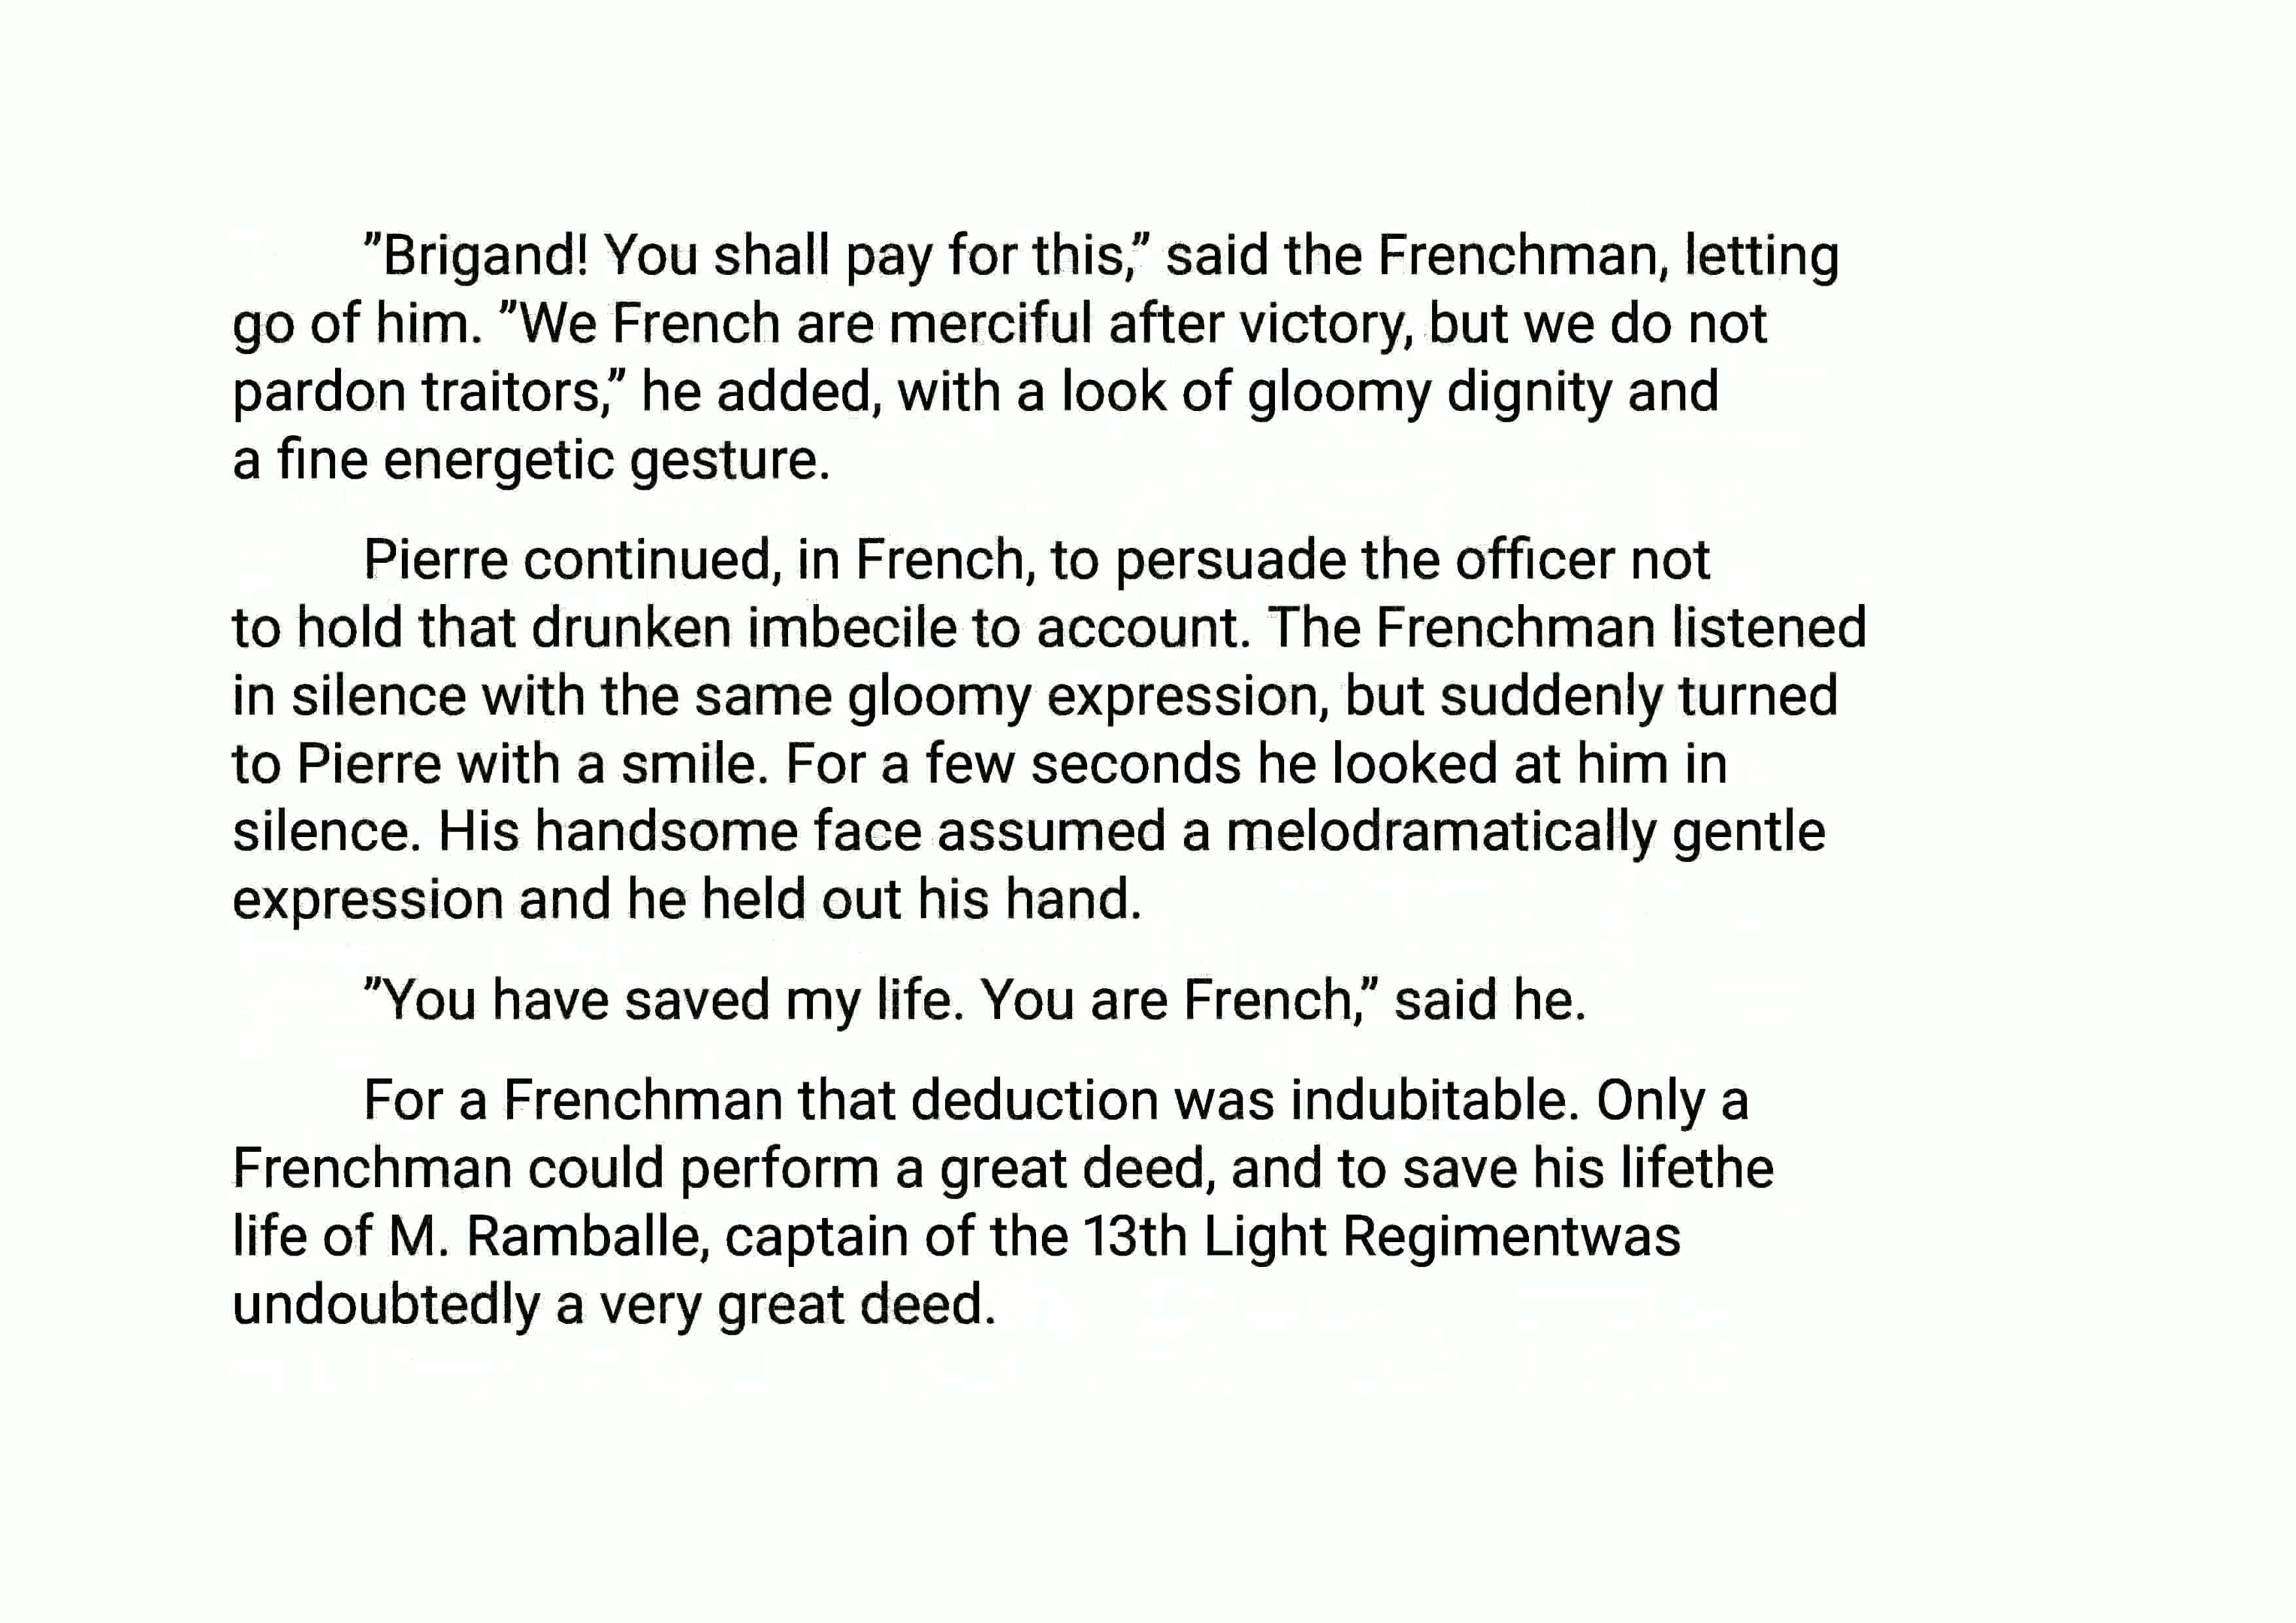 ”Brigand! You shall pay for this,” said the Frenchman, letting
go of him. ”We French are merciful after victory, but we do not
pardon traitors,” he added, with a look of gloomy dignity and
a fine energetic gesture.
Pierre continued, in French, to persuade the officer not
to hold that drunken imbecile to account. The Frenchman listened
in silence with the same gloomy expression, but suddenly turned
to Pierre with a smile. For a few seconds he looked at him in
silence. His handsome face assumed a melodramatically gentle
expression and he held out his hand.
”You have saved my life. You are French,” said he.
For a Frenchman that deduction was indubitable. Only a
Frenchman could perform a great deed, and to save his lifethe
life of M. Ramballe, captain of the 13th Light Regimentwas
undoubtedly a very great deed.